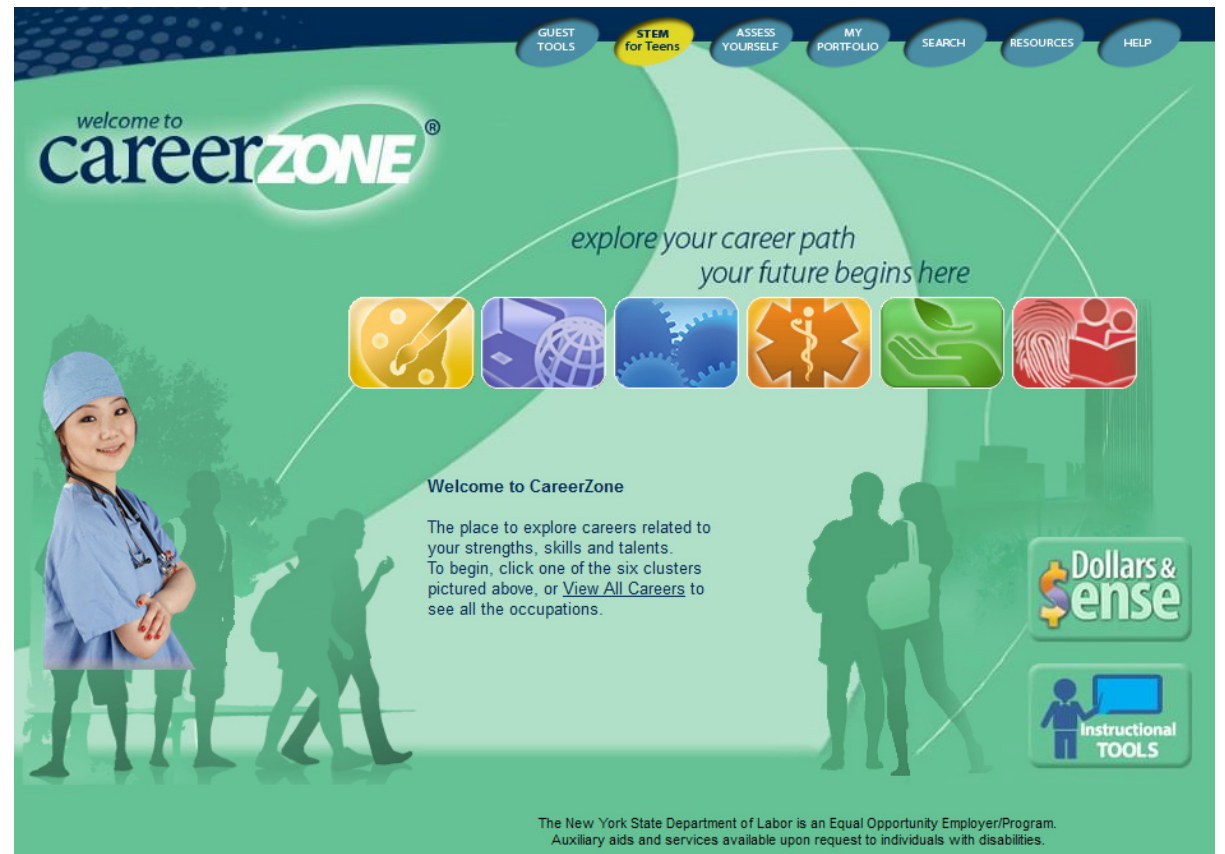 GUEST
TOOLS
STEM
for Teens
ASSESS
YOURSELF
MY
PORTFOLIO
SEARCH
RESOURCES
HELP
welcome to
careerZONE®
explore your career path
your future begins here
Welcome to CareerZone
The place to explore careers related to
your strengths, skills and talents.
To begin, click one of the six clusters
pictured above, or View All Careers to
see all the occupations.
Dollars &
$ense
Instructional
TOOLS
The New York State Department of Labor is an Equal Opportunity Employer/Program.
Auxiliary aids and services available upon request to individuals with disabilities.